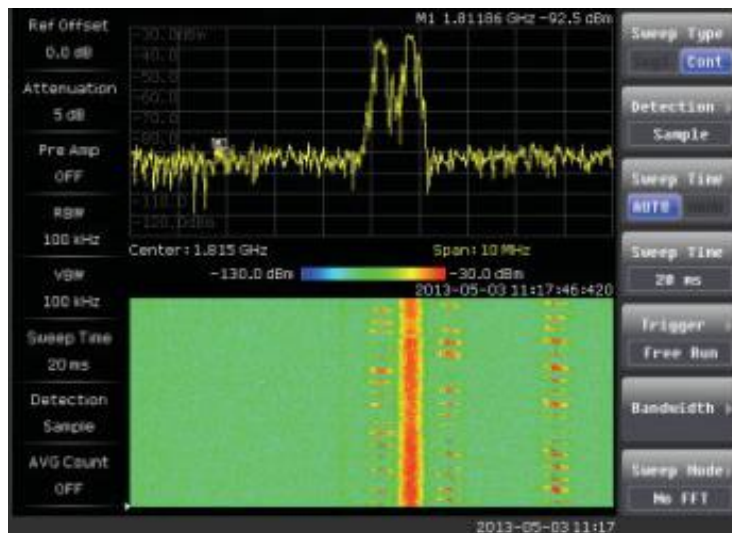 Ref Offset
0.0 dB
Attenuation
5 dB
Pre Amp
OFF
RBW
100 kHz
VBW
100 kHz
Sweep Time
20 ms
Detection
Sample
AVG Count
OFF
M1 1.81186 GHz -92.5 dBm
-30.0 dBm
-40.0
-50.0
-60.0
-70.0
-80.0
-110.0
-120.0dBm
Center: 1.815 GHz
Span: 10 MHz
-130.0 dBm
-30.0 dBm
2013-05-03 11:17:46:420
Sweep Type
Cont
Detection
Sample
Sweep Time
AUTO
Sweep Time
20 ms
Trigger
Free Run
Bandwidth
Sweep Mode
No FFT
2013-05-03 11:17